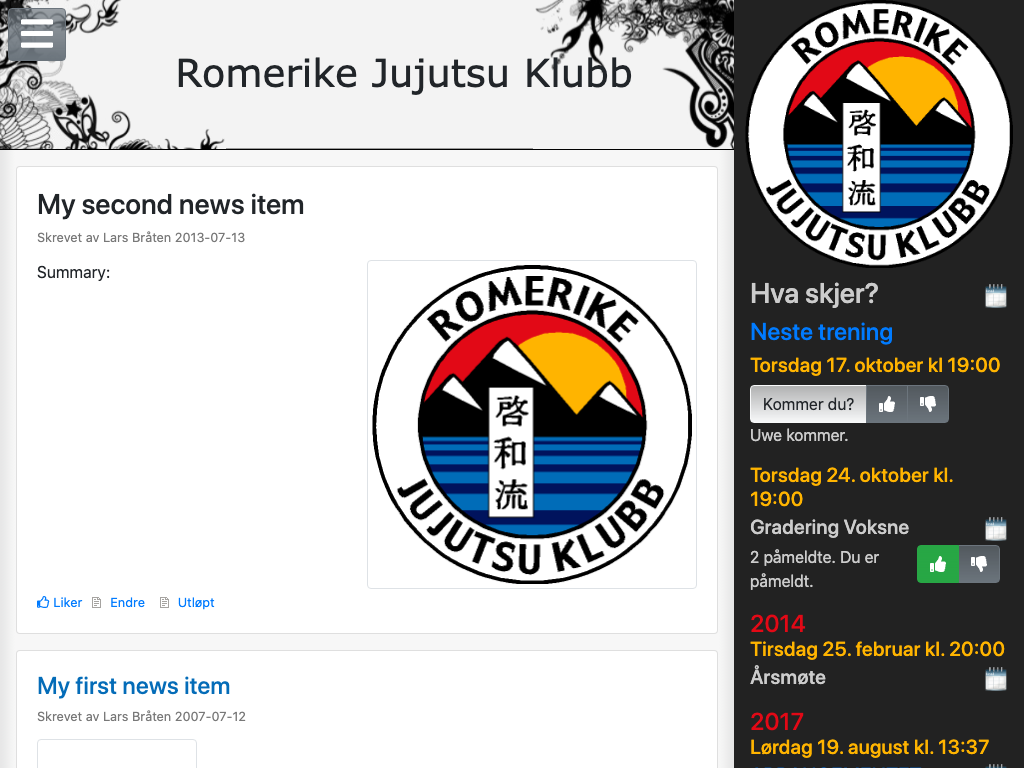 Romerike Jujutsu Klubb
My second news item
Skrevet av Lars Bråten 2013-07-13
Summary:
ROMERIKE
啓和流
JUJUTSU KLUBB
Liker Endre Utløpt
My first news item
Skrevet av Lars Bråten 2007-07-12
ROMERIKE
啓和流
JUJUTSU KLUBB
Hva skjer?
Neste trening
Torsdag 17. oktober kl 19:00
Kommer du?
Uwe kommer.
Torsdag 24. oktober kl.
19:00
Gradering Voksne
2 påmeldte. Du er
påmeldt.
2014
Tirsdag 25. februar kl. 20:00
Årsmøte
2017
Lørdag 19. august kl. 13:37